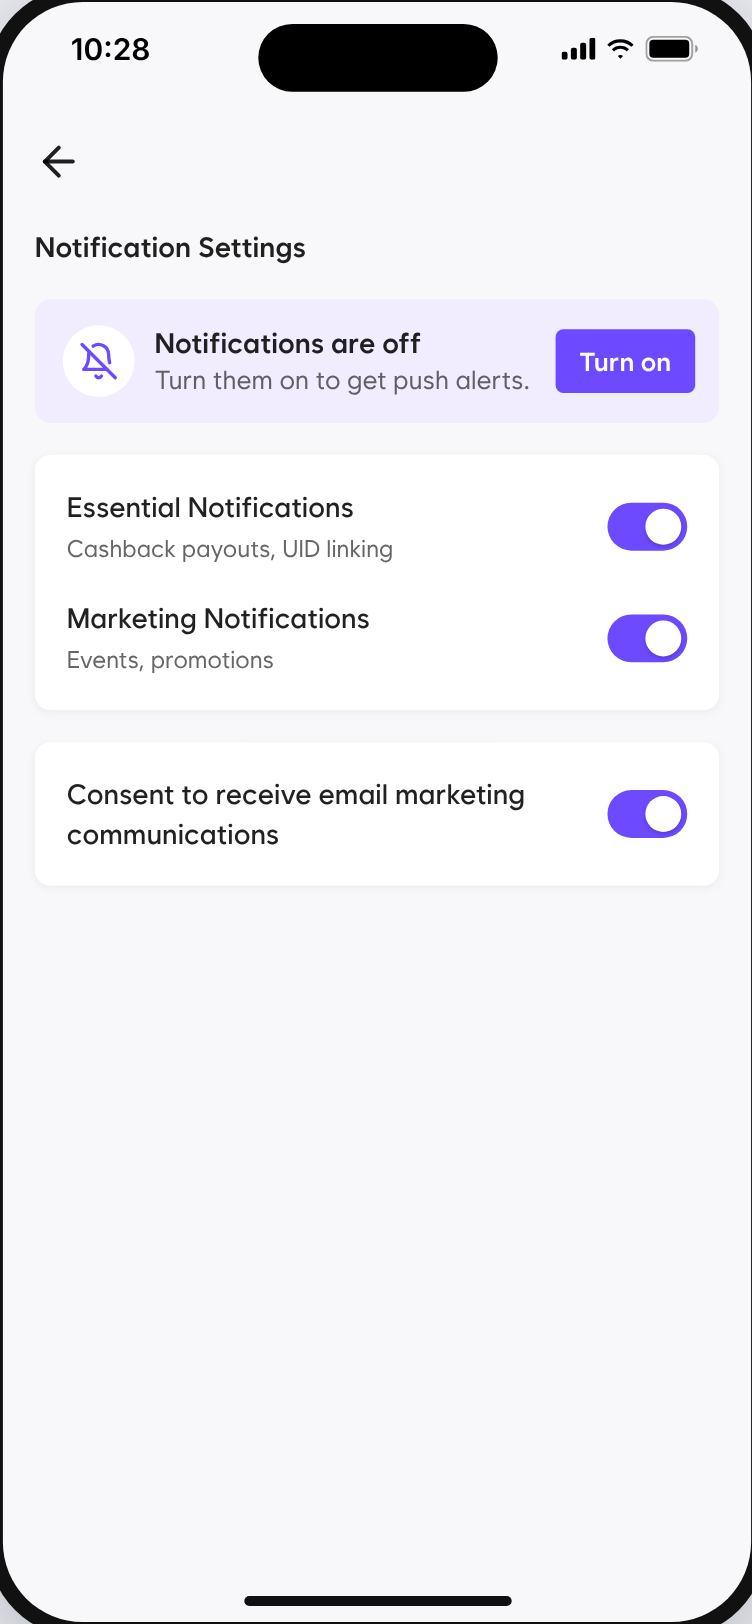 10:28
Notification Settings
Notifications are off
Turn them on to get push alerts.
Turn on
Essential Notifications
Cashback payouts, UID linking
Marketing Notifications
Events, promotions
Consent to receive email marketing
communications